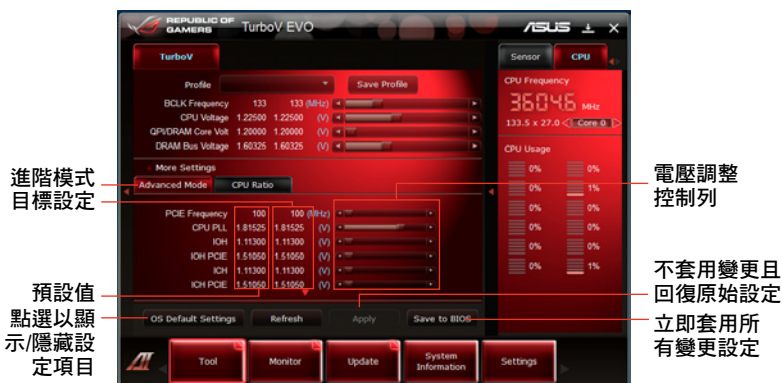 REPUBLIC OF
GAMERS
TurboV EVO
ASUS
TurboV
Sensor
CPU
Profile
Save Profile
BCLK Frequency 133 133 (MHz)
CPU Voltage 1.22500 1.22500 (V)
QPI/DRAM Core Volt 1.20000 1.20000 (V)
DRAM Bus Voltage 1.60325 1.60325 (V)
CPU Frequency
3604.6 MHz
133.5 x 27.0 Core 0
CPU Usage
0% 0%
0% 1%
0% 0%
0% 0%
0% 0%
0% 1%
More Settings
Advanced Mode
CPU Ratio
PCIE Frequency 100 100 (MHz)
CPU PLL 1.81525 1.81525 (V)
IOH 1.11300 1.11300 (V)
IOH PCIE 1.51050 1.51050 (V)
ICH 1.11300 1.11300 (V)
ICH PCIE 1.51050 1.51050 (V)
OS Default Settings
Refresh
Apply
Save to BIOS
Tool
Monitor
Update
System
Information
Settings
進階模式
目標設定
預設值
點選以顯
示/隱藏設
定項目
電壓調整
控制列
不套用變更且
回復原始設定
立即套用所
有變更設定